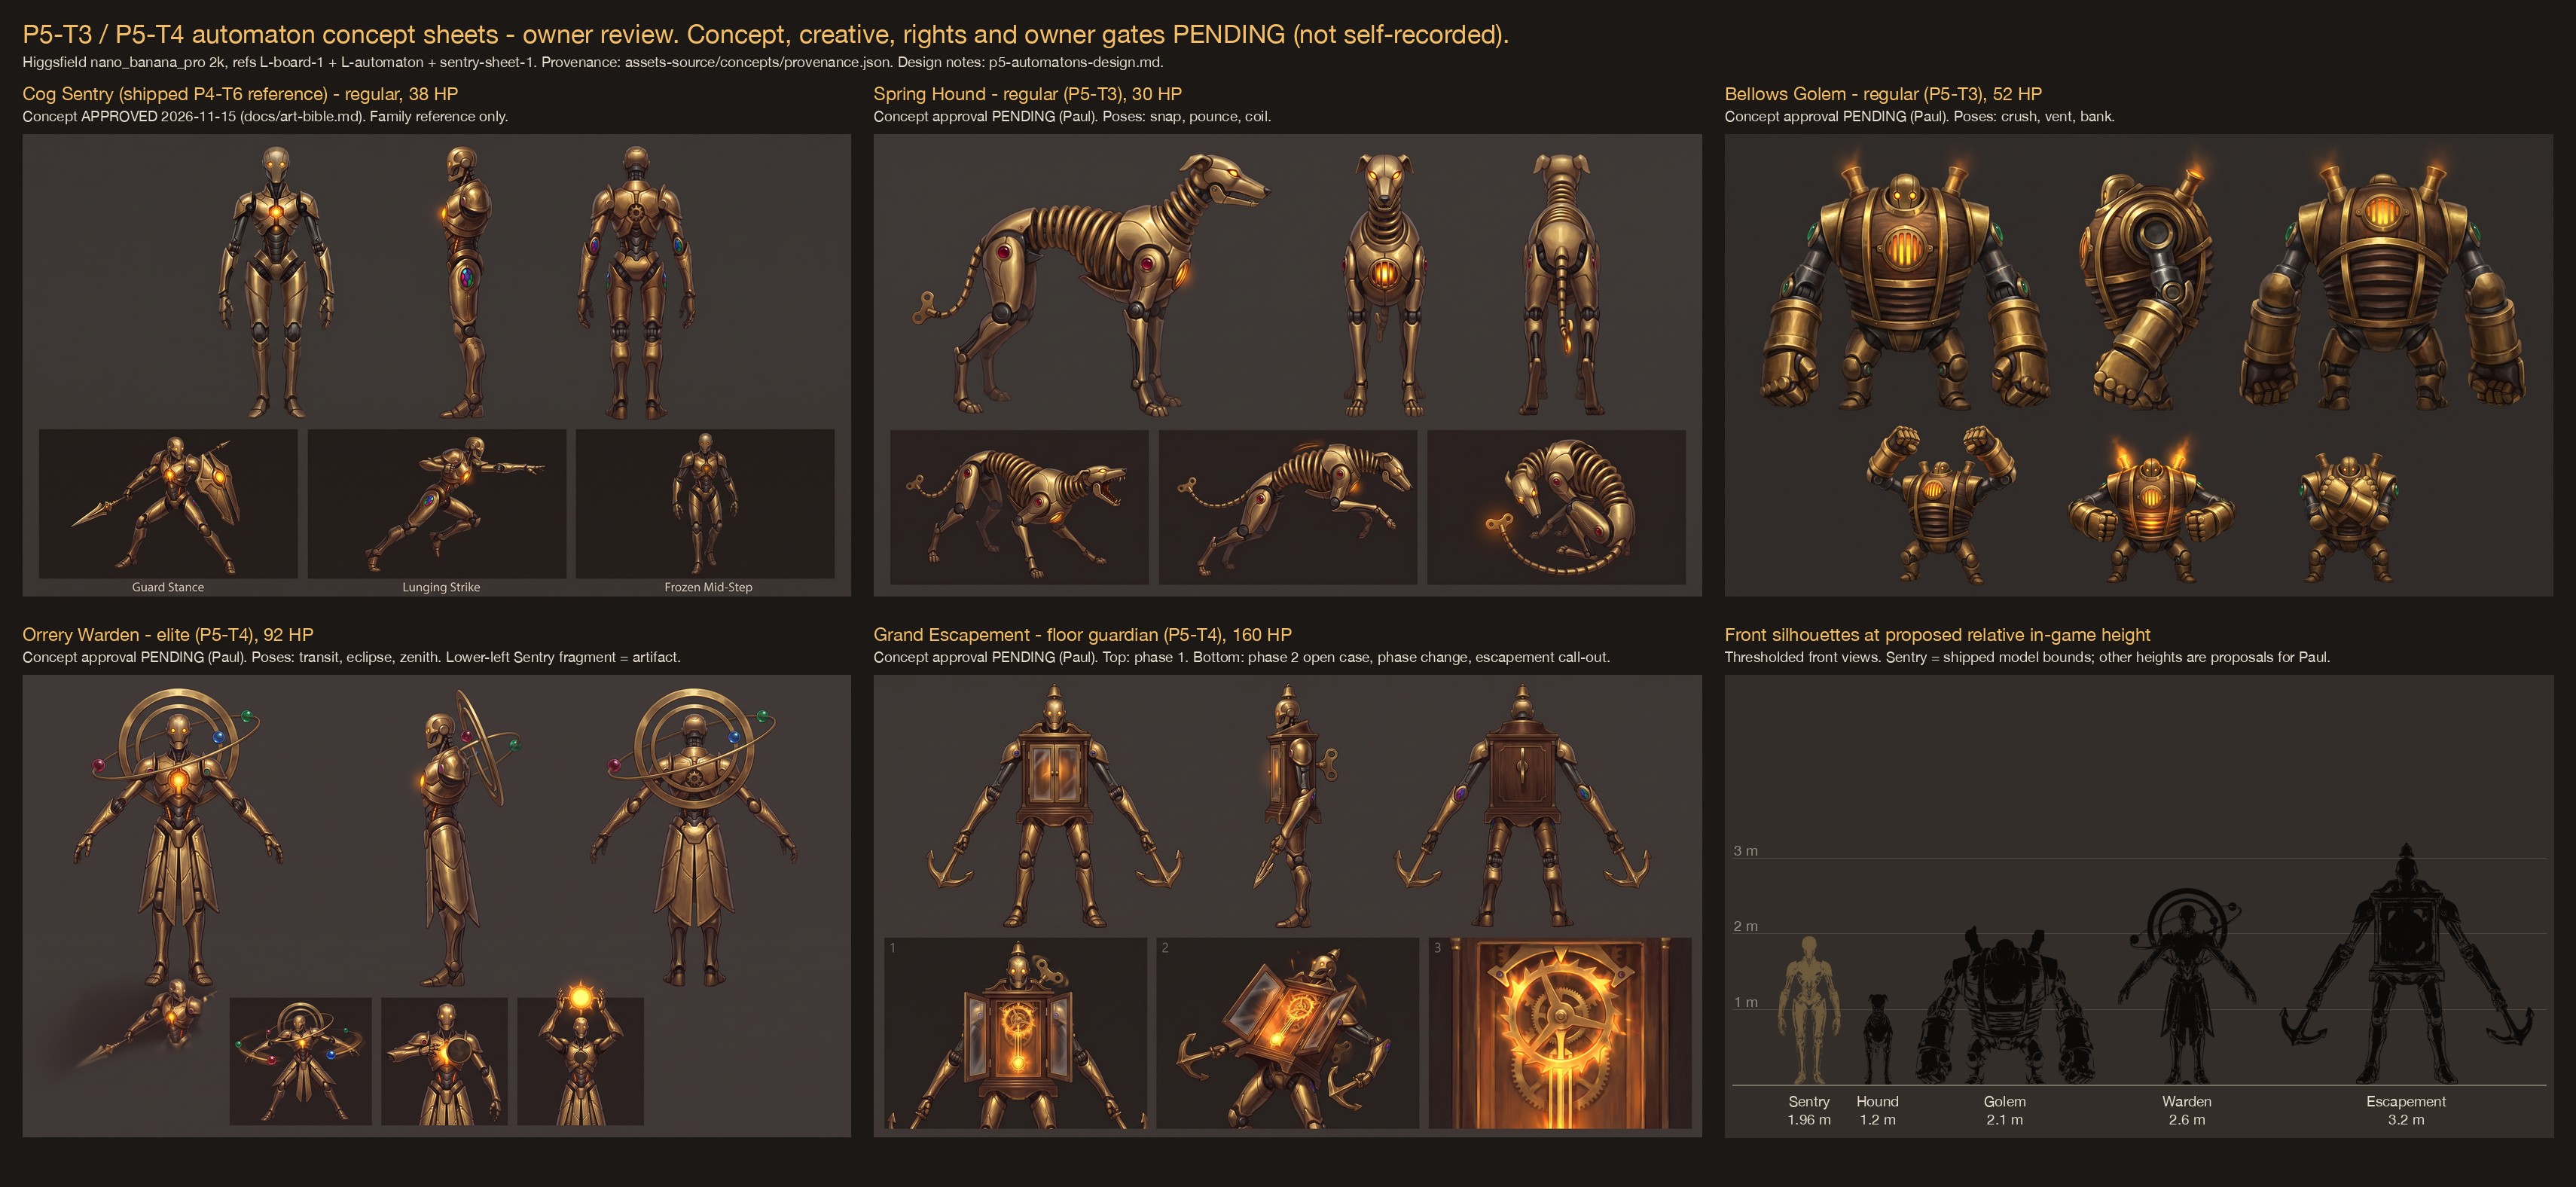 P5-T3 / P5-T4 automaton concept sheets - owner review. Concept, creative, rights and owner gates PENDING (not self-recorded).
Higgsfield nano_banana_pro 2k, refs L-board-1 + L-automaton + sentry-sheet-1. Provenance: assets-source/concepts/provenance.json. Design notes: p5-automatons-design.md.
Cog Sentry (shipped P4-T6 reference) - regular, 38 HP
Concept APPROVED 2026-11-15 (docs/art-bible.md). Family reference only.
Guard Stance
Lunging Strike
Frozen Mid-Step
Spring Hound - regular (P5-T3), 30 HP
Concept approval PENDING (Paul). Poses: snap, pounce, coil.
Bellows Golem - regular (P5-T3), 52 HP
Concept approval PENDING (Paul). Poses: crush, vent, bank.
Orrery Warden - elite (P5-T4), 92 HP
Concept approval PENDING (Paul). Poses: transit, eclipse, zenith. Lower-left Sentry fragment = artifact.
Grand Escapement - floor guardian (P5-T4), 160 HP
Concept approval PENDING (Paul). Top: phase 1. Bottom: phase 2 open case, phase change, escapement call-out.
1
2
3
Front silhouettes at proposed relative in-game height
Thresholded front views. Sentry = shipped model bounds; other heights are proposals for Paul.
3 m
2 m
1 m
Sentry
1.96 m
Hound
1.2 m
Golem
2.1 m
Warden
2.6 m
Escapement
3.2 m